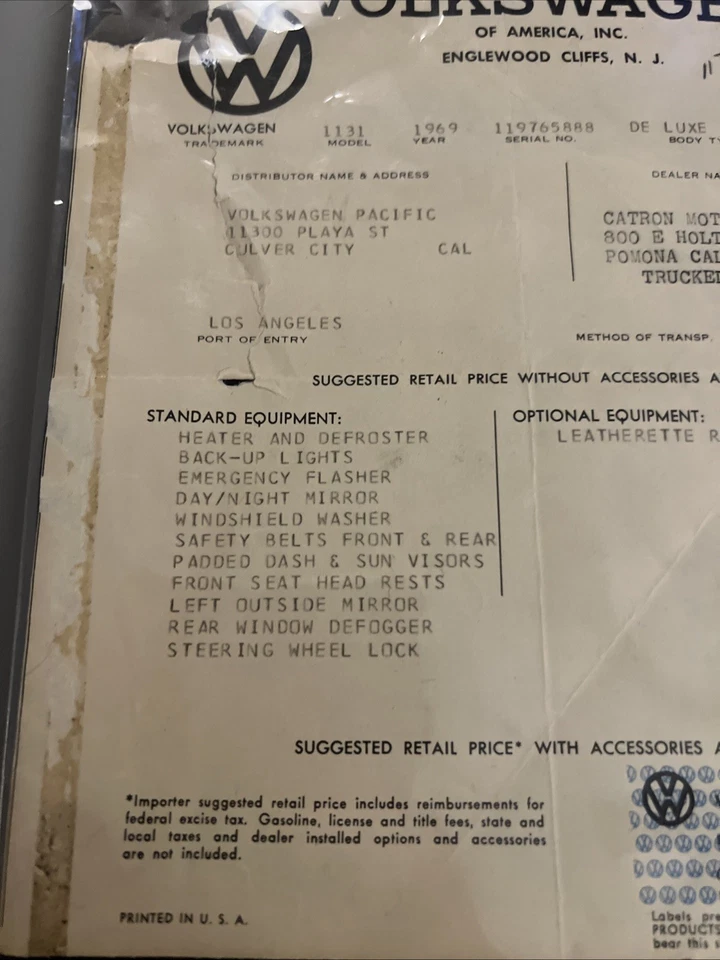 VOLKSWAGE
OF AMERICA, INC.
ENGLEWOOD CLIFFS, N. J.
VOLKSWAGEN 1131 1969 119765888 DE LUXE
TRADEMARK MODEL YEAR SERIAL NO. BODY TY
DISTRIBUTOR NAME & ADDRESS DEALER NA
VOLKSWAGEN PACIFIC
11300 PLAYA ST
CULVER CITY CAL
CATRON MOT
800 E HOLT
POMONA CAL
TRUCKE
LOS ANGELES
PORT OF ENTRY METHOD OF TRANSP.
SUGGESTED RETAIL PRICE WITHOUT ACCESSORIES A
STANDARD EQUIPMENT:
HEATER AND DEFROSTER
BACK-UP LIGHTS
EMERGENCY FLASHER
DAY/NIGHT MIRROR
WINDSHIELD WASHER
SAFETY BELTS FRONT & REAR
PADDED DASH & SUN VISORS
FRONT SEAT HEAD RESTS
LEFT OUTSIDE MIRROR
REAR WINDOW DEFOGGER
STEERING WHEEL LOCK
OPTIONAL EQUIPMENT:
LEATHERETTE R
SUGGESTED RETAIL PRICE* WITH ACCESSORIES A
*Importer suggested retail price includes reimbursements for
federal excise tax. Gasoline, license and title fees, state and
local taxes and dealer installed options and accessories
are not included.
PRINTED IN U. S. A.
Labels pre
PRODUCTS
bear this s